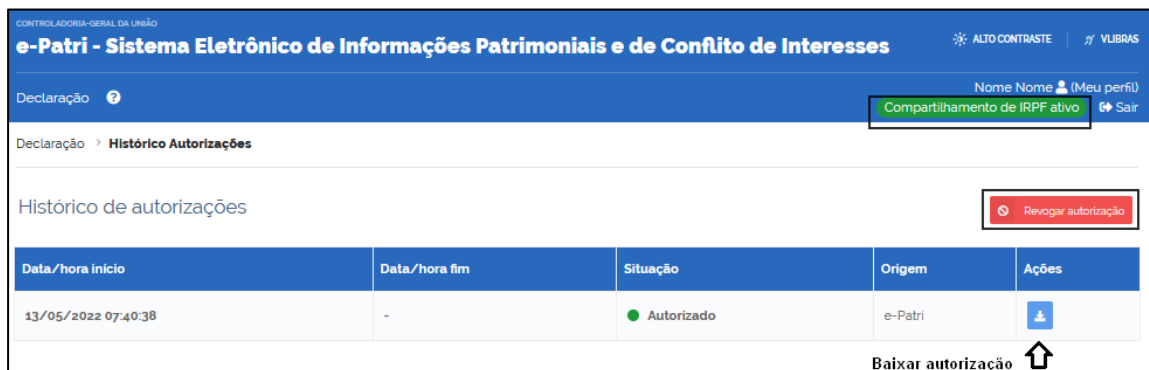 CONTROLADORIA-GERAL DA UNIÃO
e-Patri - Sistema Eletrônico de Informações Patrimoniais e de Conflito de Interesses
ALTO CONTRASTE
VLIBRAS
Declaração ?
Nome Nome (Meu perfil)
Compartilhamento de IRPF ativo
Sair
Declaração > Histórico Autorizações
Histórico de autorizações
Revogar autorização
Data/hora início Data/hora fim Situação Origem Ações
13/05/2022 07:40:38 - Autorizado e-Patri
Baixar autorização